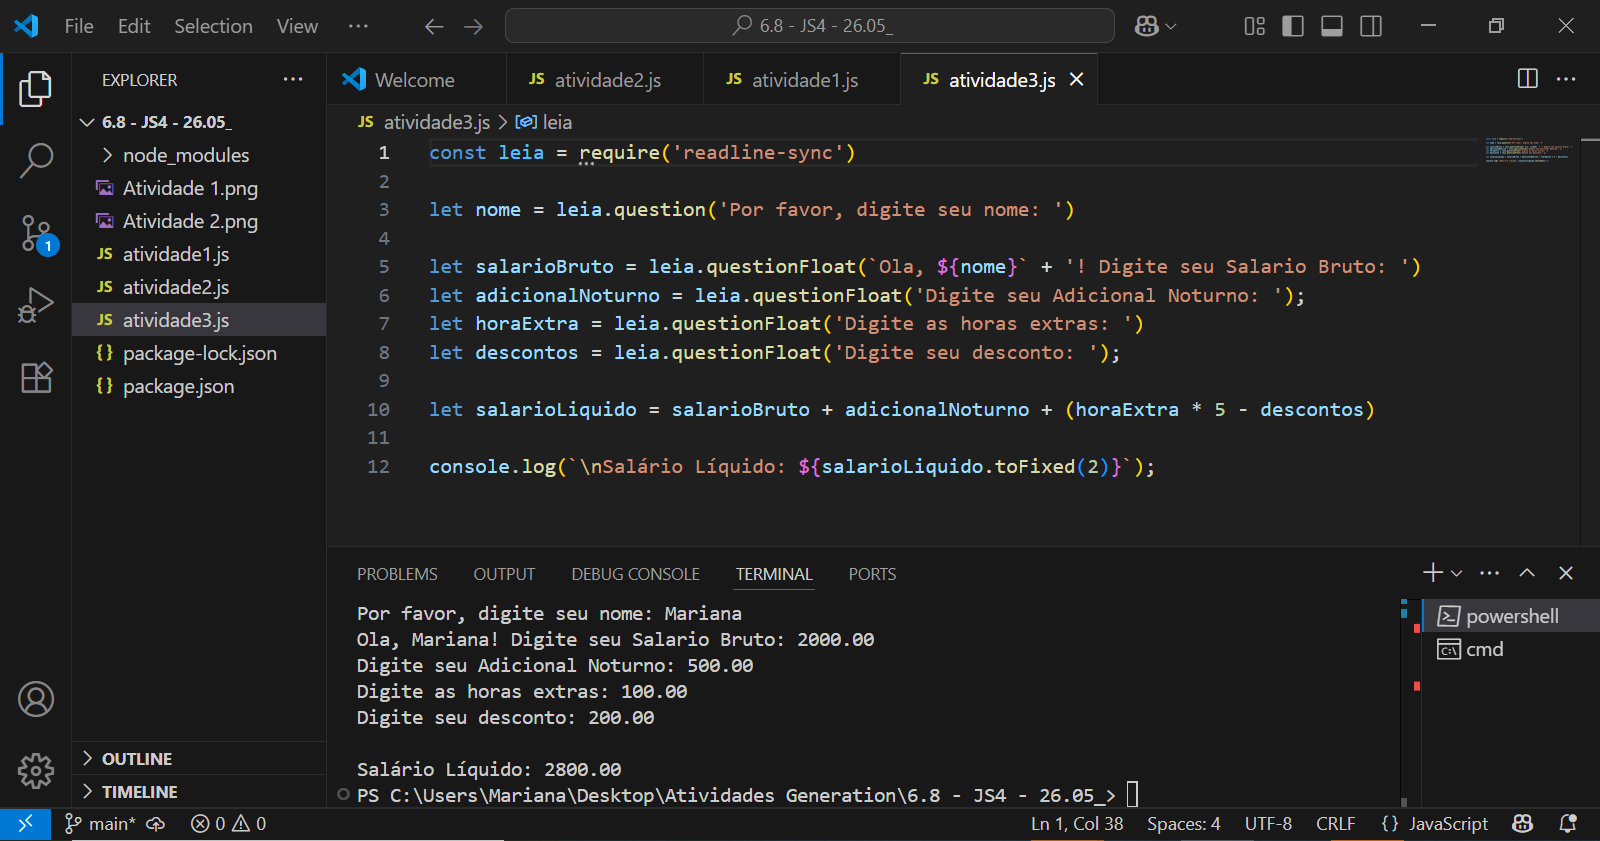 File Edit Selection View ··· 6.8 - JS4 - 26.05_
EXPLORER ···
6.8 - JS4 - 26.05_
node_modules
Atividade 1.png
Atividade 2.png
JS atividade1.js
JS atividade2.js
JS atividade3.js
{} package-lock.json
{} package.json
OUTLINE
TIMELINE
Welcome JS atividade2.js JS atividade1.js JS atividade3.js
JS atividade3.js > leia
1 const leia = require('readline-sync')
2
3 let nome = leia.question('Por favor, digite seu nome: ')
4
5 let salarioBruto = leia.questionFloat(`Ola, ${nome}` + '! Digite seu Salario Bruto: ')
6 let adicionalNoturno = leia.questionFloat('Digite seu Adicional Noturno: ');
7 let horaExtra = leia.questionFloat('Digite as horas extras: ')
8 let descontos = leia.questionFloat('Digite seu desconto: ');
9
10 let salarioLiquido = salarioBruto + adicionalNoturno + (horaExtra * 5 - descontos)
11
12 console.log(`\nSalário Líquido: ${salarioLiquido.toFixed(2)}`);
PROBLEMS OUTPUT DEBUG CONSOLE TERMINAL PORTS
Por favor, digite seu nome: Mariana
Ola, Mariana! Digite seu Salario Bruto: 2000.00
Digite seu Adicional Noturno: 500.00
Digite as horas extras: 100.00
Digite seu desconto: 200.00
Salário Líquido: 2800.00
PS C:\Users\Mariana\Desktop\Atividades Generation\6.8 - JS4 - 26.05_>
powershell
cmd
1
main* 0 0 Ln 1, Col 38 Spaces: 4 UTF-8 CRLF {} JavaScript